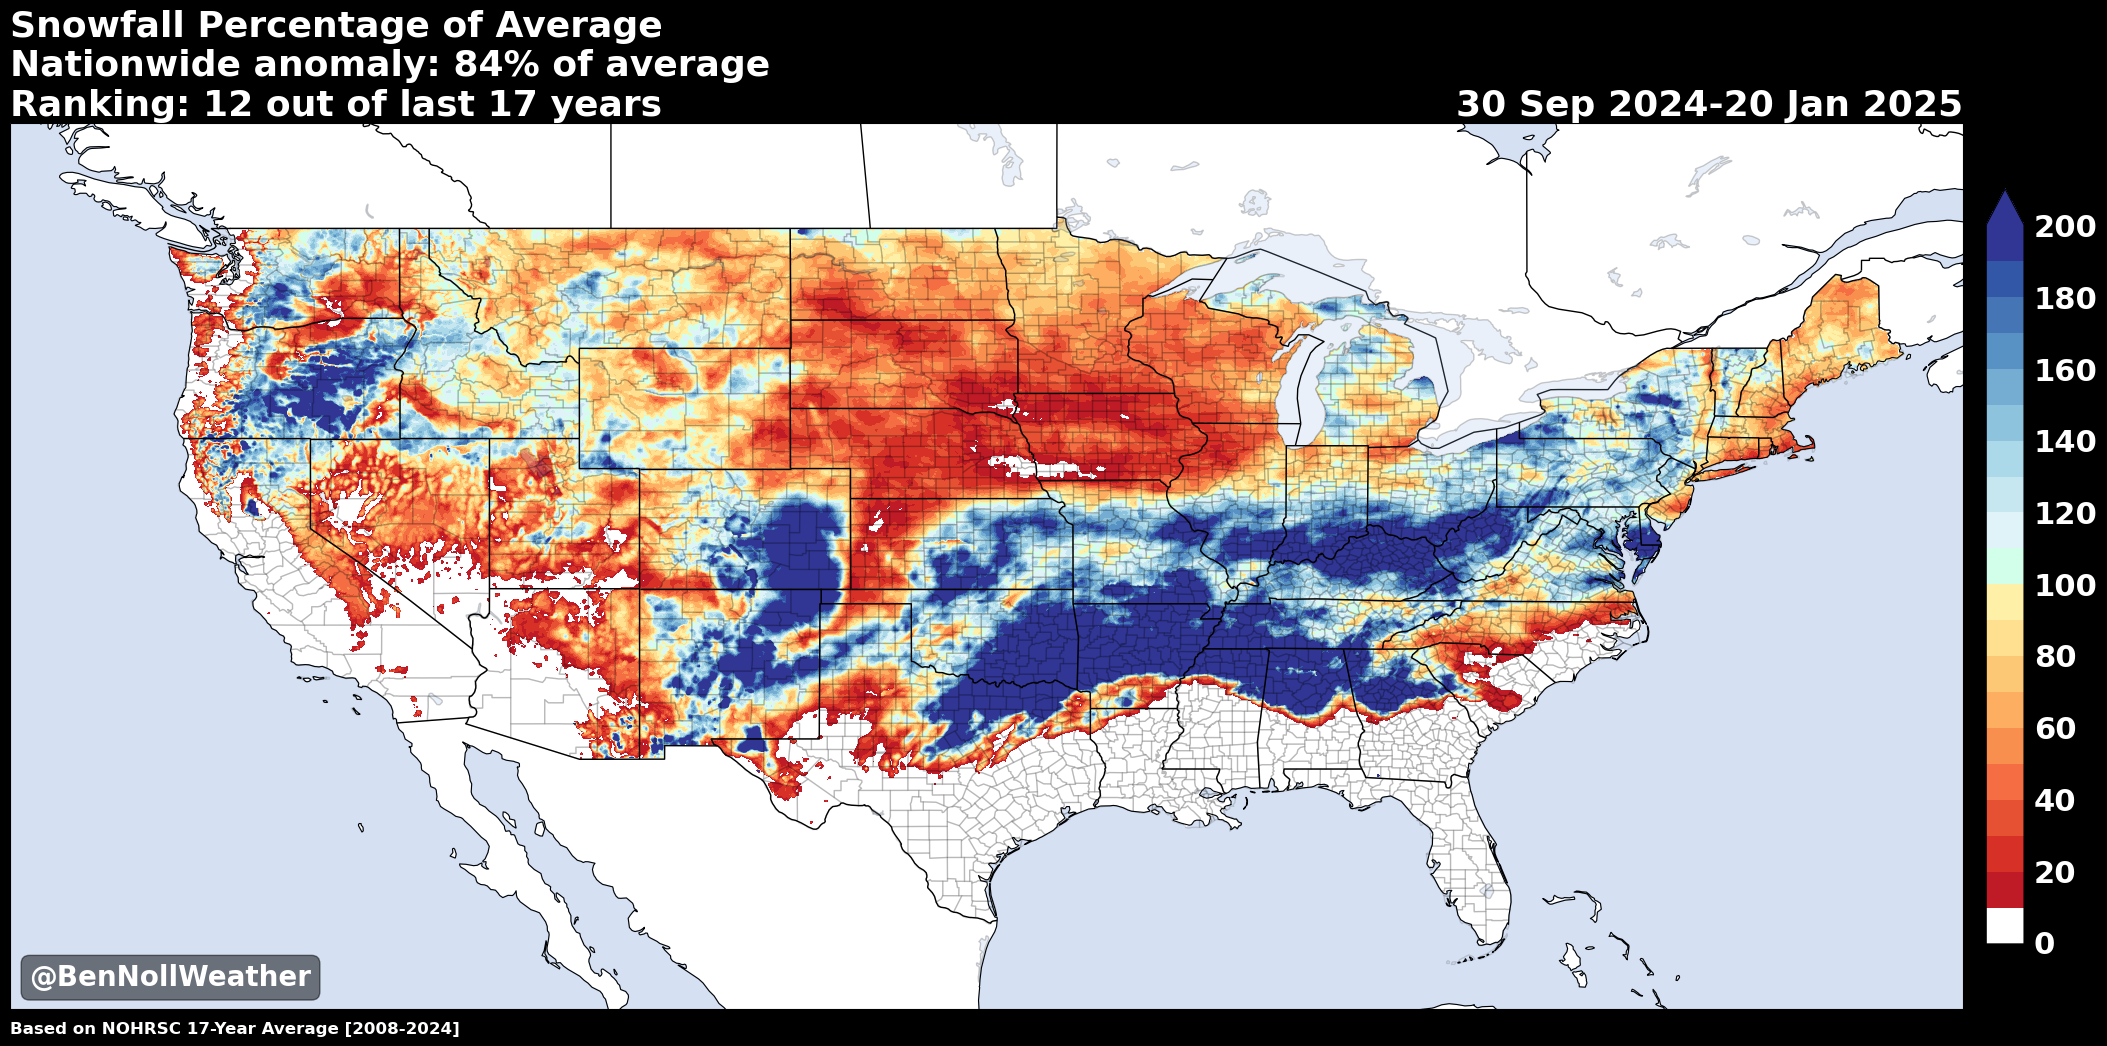 Snowfall Percentage of Average
Nationwide anomaly: 84% of average
Ranking: 12 out of last 17 years
30 Sep 2024-20 Jan 2025
200
180
160
140
120
100
80
60
40
20
0
@BenNollWeather
Based on NOHRSC 17-Year Average [2008-2024]